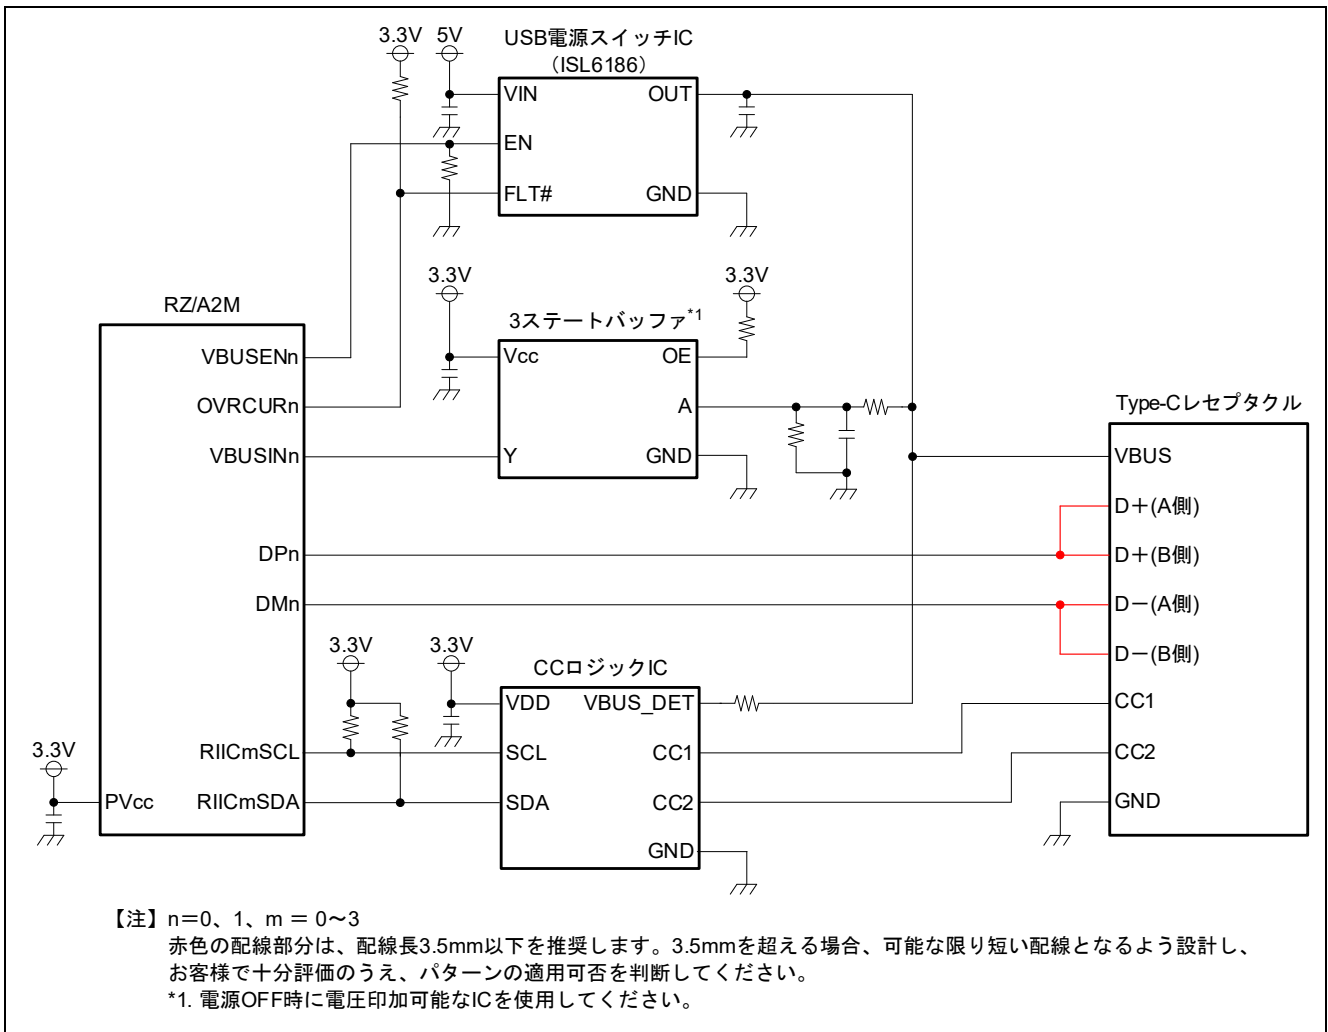 3.3V 5V
USB電源スイッチIC
（ISL6186）
VIN
OUT
EN
FLT#
GND
3.3V
3.3V
RZ/A2M
3ステートバッファ*1
VBUSENn
Vcc
OE
OVRCURn
A
Type-Cレセプタクル
VBUSINn
Y
GND
VBUS
D＋(A側)
DPn
D＋(B側)
DMn
D－(A側)
D－(B側)
3.3V
3.3V
CCロジックIC
VDD
VBUS_DET
CC1
3.3V
RIICmSCL
SCL
CC1
CC2
PVcc
RIICmSDA
SDA
CC2
GND
GND
【注】n＝0、1、m ＝ 0～3
赤色の配線部分は、配線長3.5mm以下を推奨します。3.5mmを超える場合、可能な限り短い配線となるよう設計し、
お客様で十分評価のうえ、パターンの適用可否を判断してください。
*1. 電源OFF時に電圧印加可能なICを使用してください。